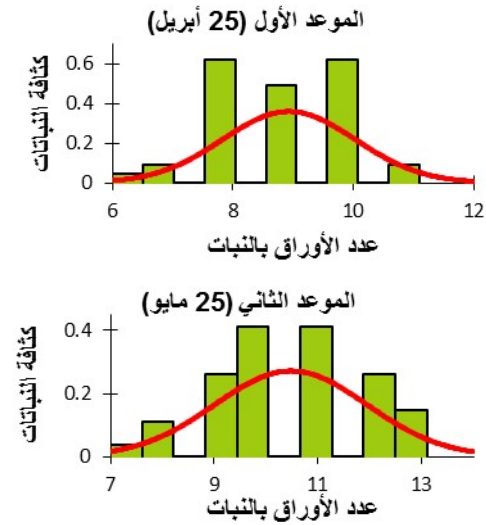 الموعد الأول (25 أبريل)
كثافة النباتات
0.6
0.4
0.2
0
6 8 10 12
عدد الأوراق بالنبات
الموعد الثاني (25 مايو)
كثافة النباتات
0.4
0.2
0
7 9 11 13
عدد الأوراق بالنبات